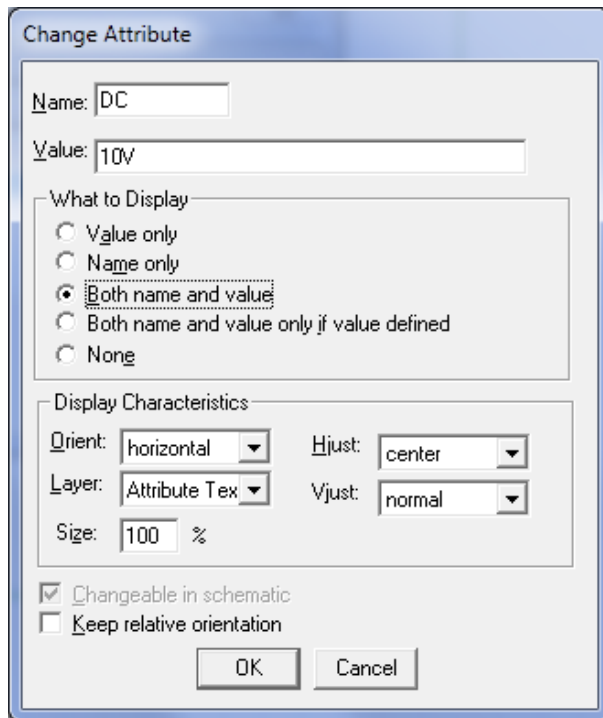 Change Attribute
Name: DC
Value: 10V
What to Display
Value only
Name only
Both name and value
Both name and value only if value defined
None
Display Characteristics
Orient: horizontal Hjust: center
Layer: Attribute Tex Vjust: normal
Size: 100 %
Changeable in schematic
Keep relative orientation
OK Cancel